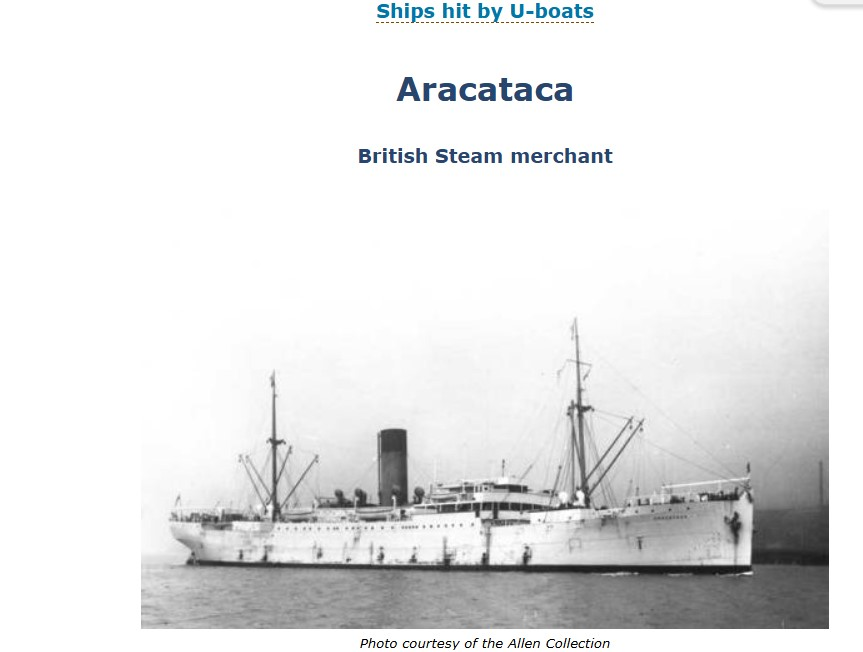 Ships hit by U-boats
Aracataca
British Steam merchant
Photo courtesy of the Allen Collection